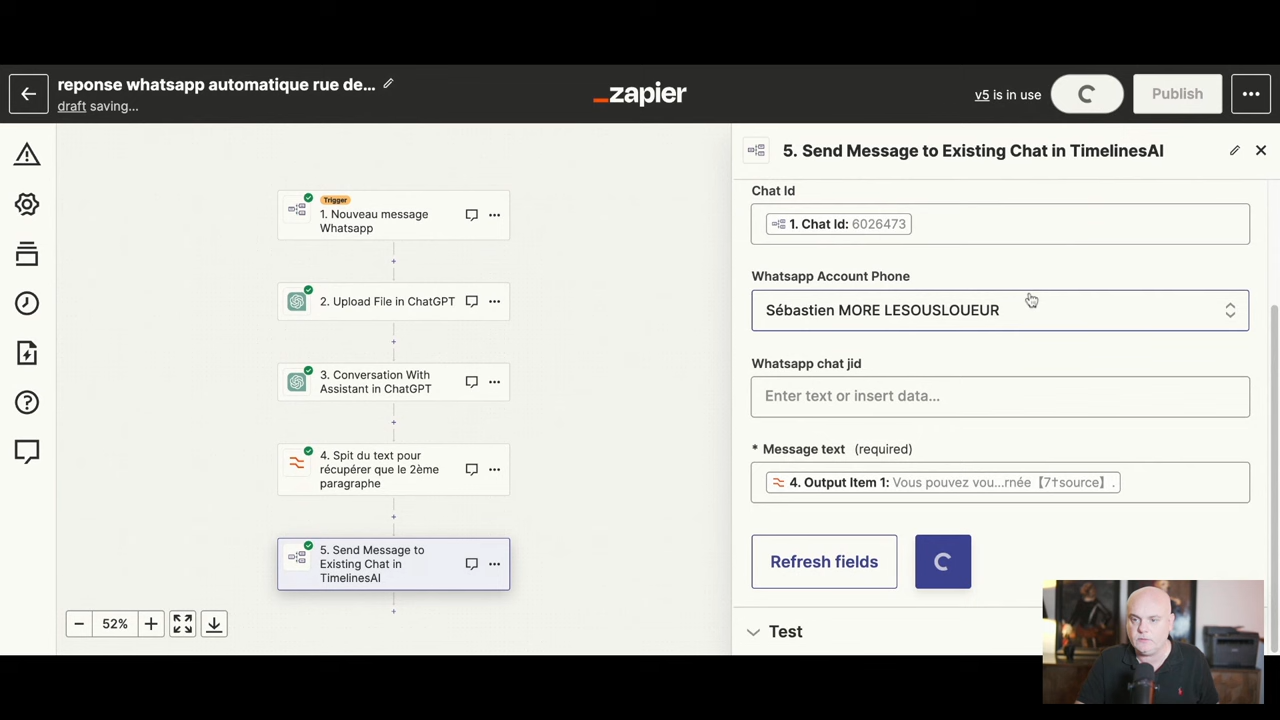 reponse whatsapp automatique rue de...
draft saving...
zapier
v5 is in use
Publish
5. Send Message to Existing Chat in TimelinesAI
Chat Id
1. Chat Id: 6026473
Whatsapp Account Phone
Sébastien MORE LESOUSLOUEUR
Whatsapp chat jid
Enter text or insert data...
* Message text (required)
4. Output Item 1: Vous pouvez vou...rnée【7†source】.
Refresh fields
Test
Trigger
1. Nouveau message
Whatsapp
2. Upload File in ChatGPT
3. Conversation With
Assistant in ChatGPT
4. Spit du text pour
récupérer que le 2ème
paragraphe
5. Send Message to
Existing Chat in
TimelinesAI
52%